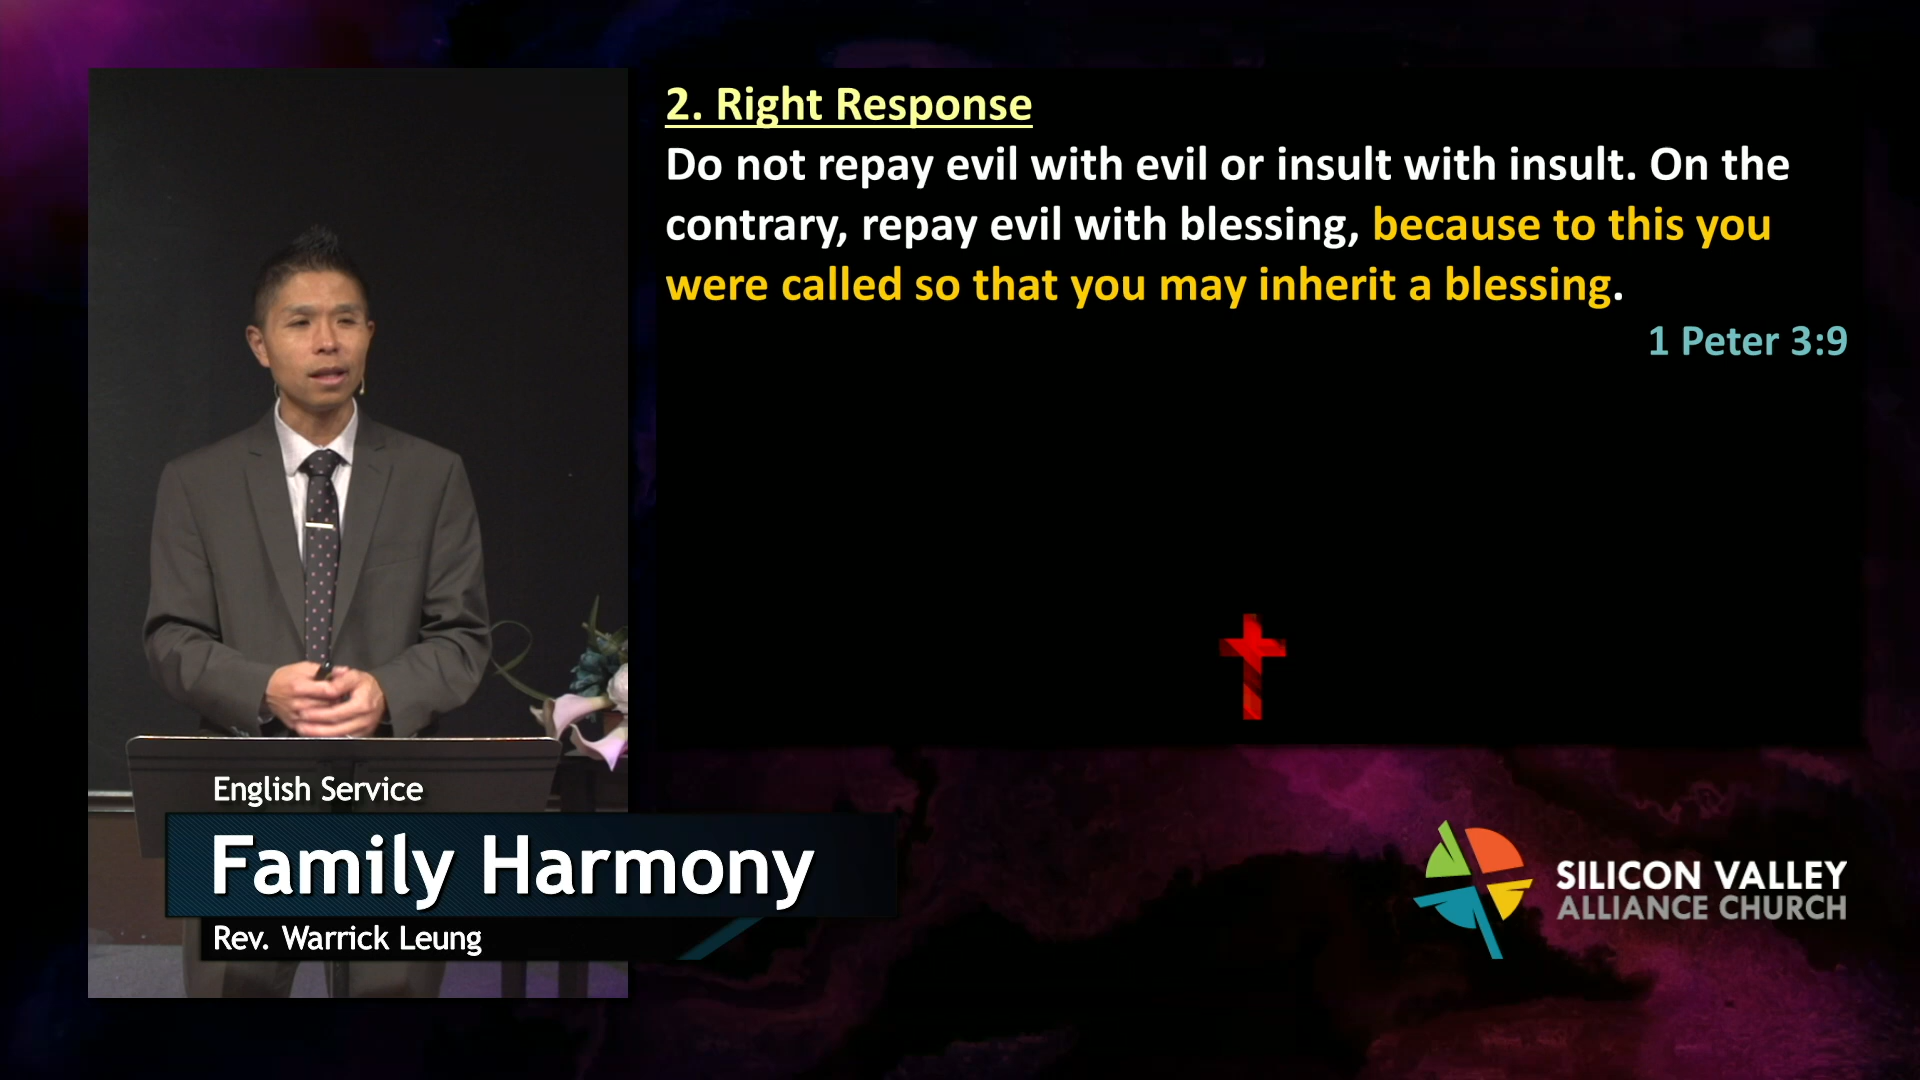 2. Right Response
Do not repay evil with evil or insult with insult. On the
contrary, repay evil with blessing, because to this you
were called so that you may inherit a blessing.
1 Peter 3:9
English Service
Family Harmony
Rev. Warrick Leung
SILICON VALLEY
ALLIANCE CHURCH